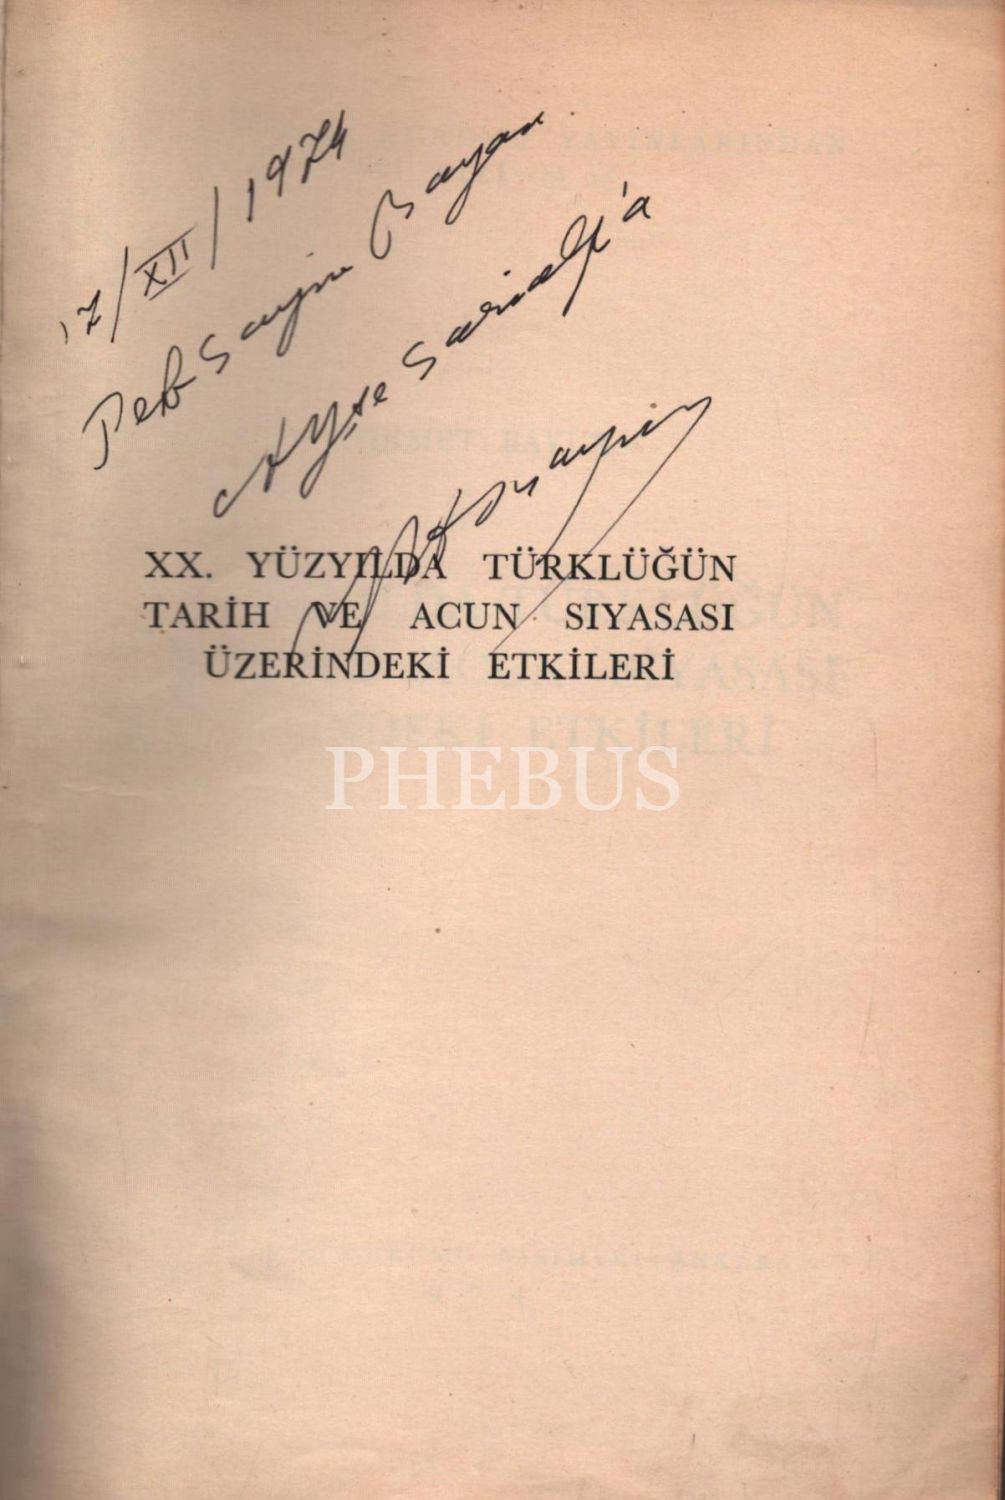 17/XII/1974
Pek Sayın Bayan
Ayşe Sarıalp'a
XX. YÜZYILDA TÜRKLÜĞÜN
TARİH VE ACUN SIYASASI
ÜZERİNDEKİ ETKİLERİ
PHEBUS